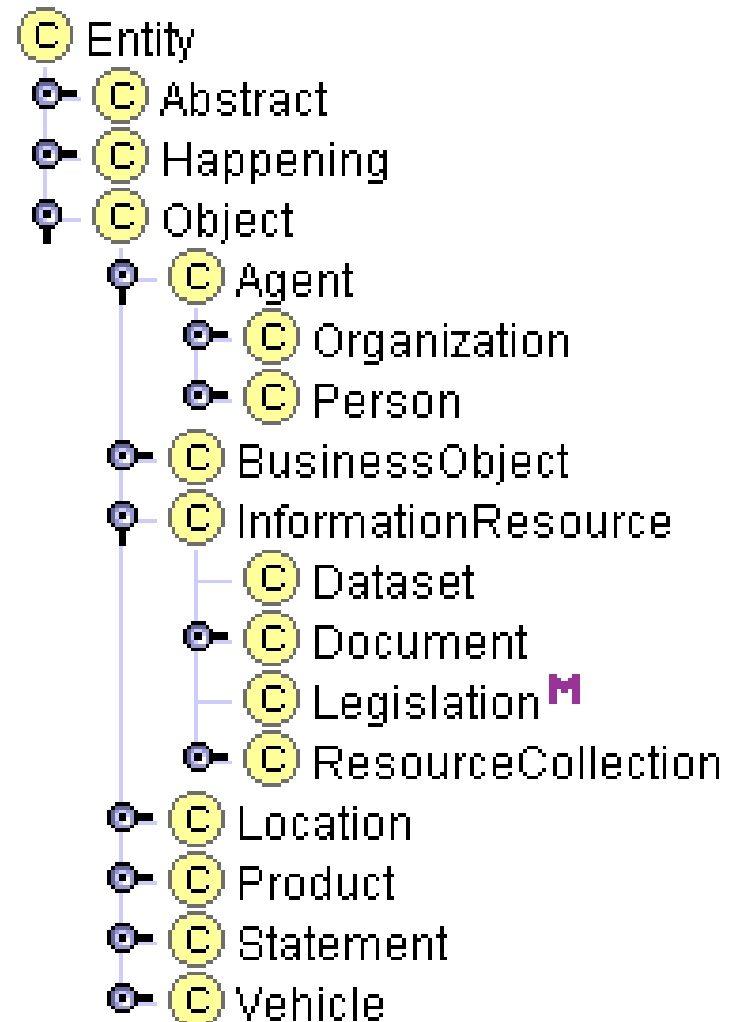 C Entity
C Abstract
C Happening
C Object
C Agent
C Organization
C Person
C BusinessObject
C InformationResource
C Dataset
C Document
C Legislation M
C ResourceCollection
C Location
C Product
C Statement
C Vehicle